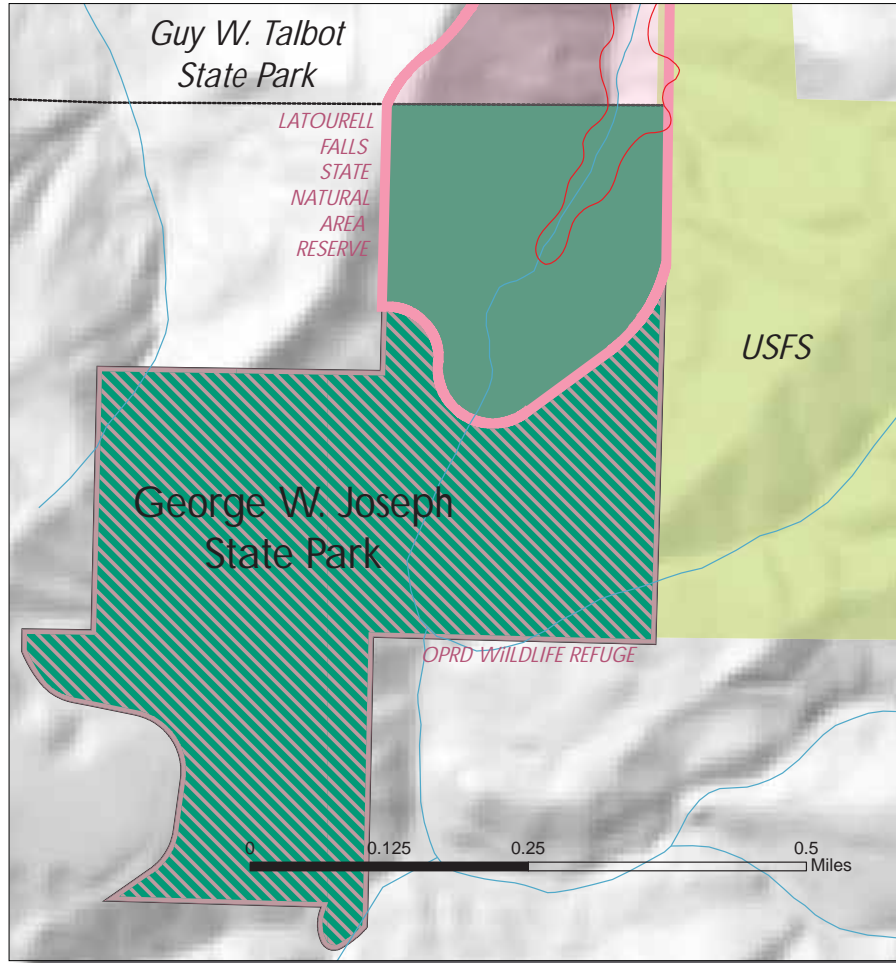 Guy W. Talbot
State Park
LATOURELL
FALLS
STATE
NATURAL
AREA
RESERVE
USFS
George W. Joseph
State Park
OPRD WILDLIFE REFUGE
0 0.125 0.25 0.5
Miles